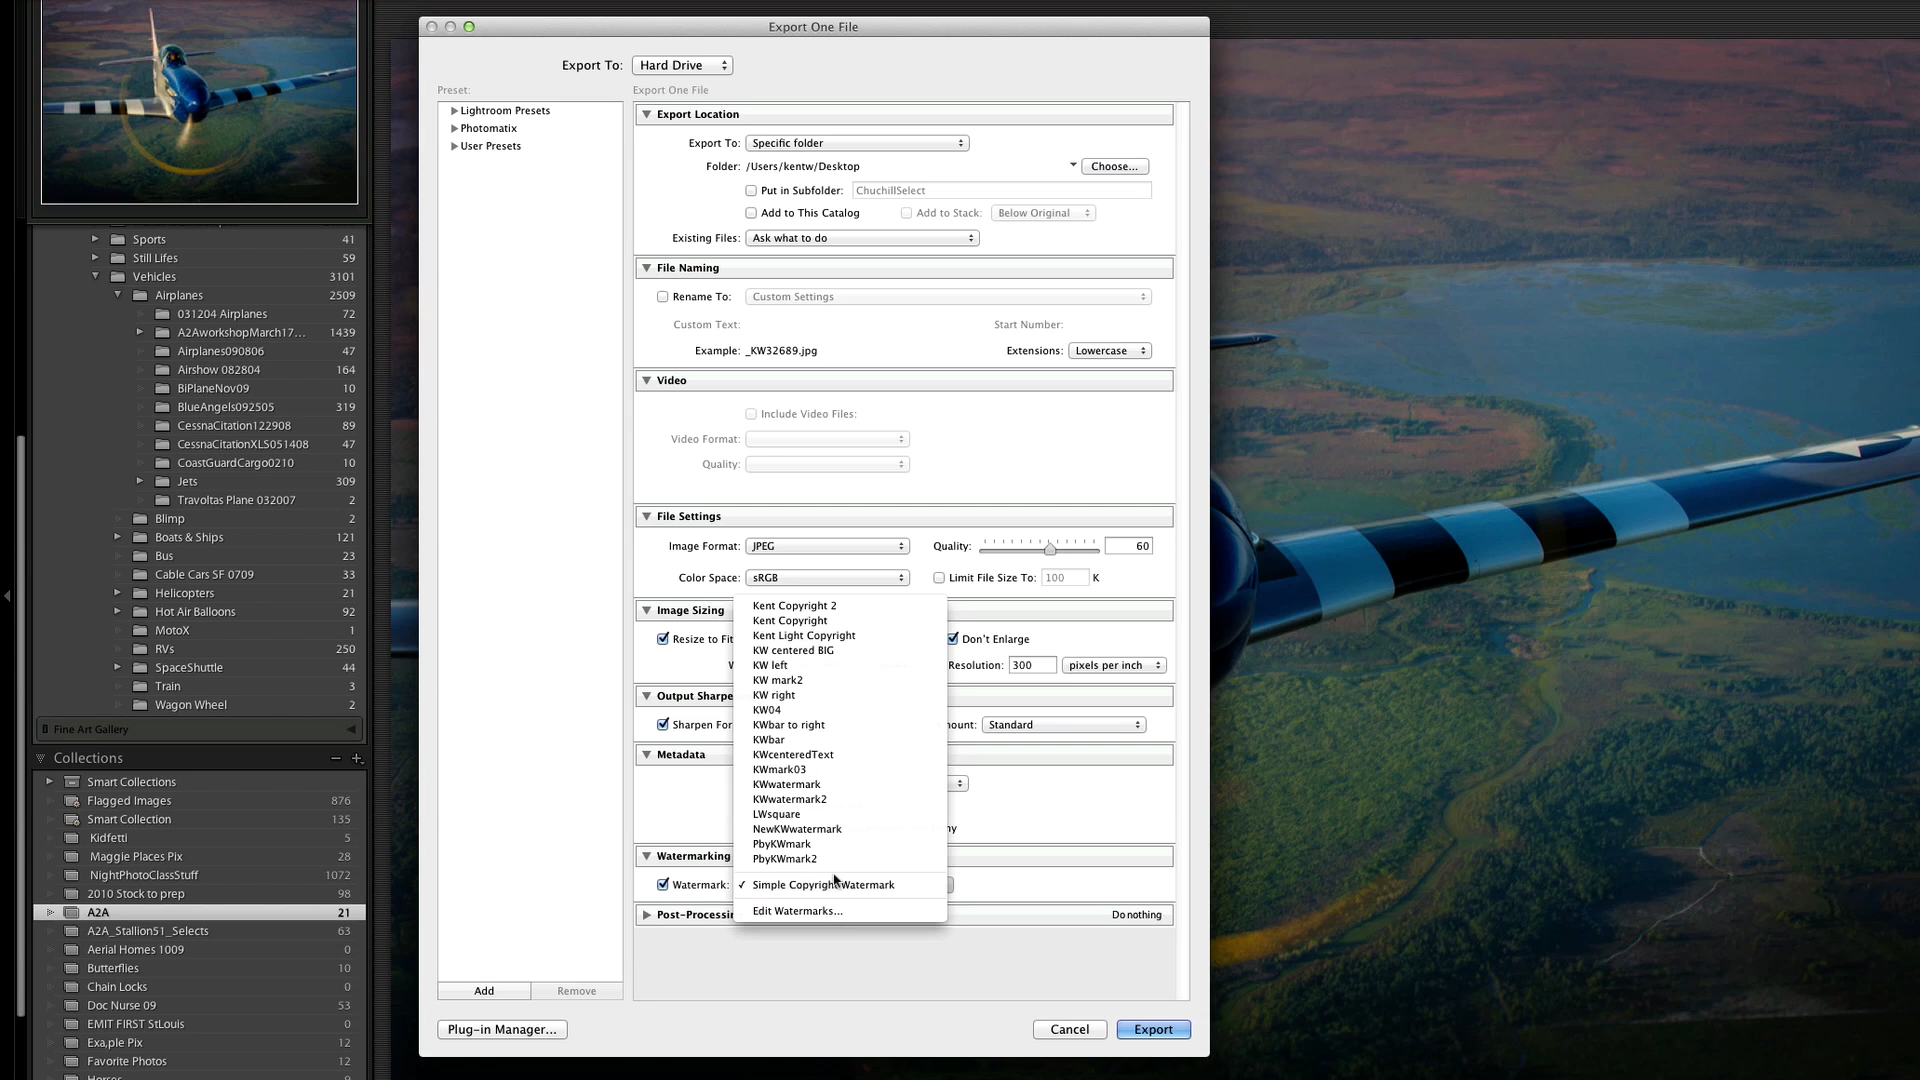 Export One File
Export To: Hard Drive
Preset:
Lightroom Presets
Photomatix
User Presets
Add
Remove
Export One File
Export Location
Export To: Specific folder
Folder: /Users/kentw/Desktop
Choose...
Put in Subfolder: ChuchillSelect
Add to This Catalog
Add to Stack: Below Original
Existing Files: Ask what to do
File Naming
Rename To: Custom Settings
Custom Text:
Start Number:
Example: _KW32689.jpg
Extensions: Lowercase
Video
Include Video Files:
Video Format:
Quality:
File Settings
Image Format: JPEG
Quality: 60
Color Space: sRGB
Limit File Size To: 100 K
Image Sizing
Resize to Fit
Don't Enlarge
Resolution: 300 pixels per inch
Output Sharpe
Sharpen For
ount: Standard
Metadata
Watermarking
Watermark:
Post-Processin
Do nothing
Kent Copyright 2
Kent Copyright
Kent Light Copyright
KW centered BIG
KW left
KW mark2
KW right
KW04
KWbar to right
KWbar
KWcenteredText
KWmark03
KWwatermark
KWwatermark2
LWsquare
NewKWwatermark
PbyKWmark
PbyKWmark2
✓ Simple Copyright Watermark
Edit Watermarks...
Plug-in Manager...
Cancel
Export
Sports 41
Still Lifes 59
Vehicles 3101
Airplanes 2509
031204 Airplanes 72
A2AworkshopMarch17... 1439
Airplanes090806 47
Airshow 082804 164
BiPlaneNov09 10
BlueAngels092505 319
CessnaCitation122908 89
CessnaCitationXLS051408 47
CoastGuardCargo0210 10
Jets 309
Travoltas Plane 032007 2
Blimp 2
Boats & Ships 121
Bus 23
Cable Cars SF 0709 33
Helicopters 21
Hot Air Balloons 92
MotoX 1
RVs 250
SpaceShuttle 44
Train 3
Wagon Wheel 2
Fine Art Gallery
Collections
Smart Collections
Flagged Images 876
Smart Collection 135
Kidfetti 5
Maggie Places Pix 28
NightPhotoClassStuff 1072
2010 Stock to prep 98
A2A 21
A2A_Stallion51_Selects 63
Aerial Homes 1009 0
Butterflies 10
Chain Locks 0
Doc Nurse 09 53
EMIT FIRST StLouis 0
Exa,ple Pix 12
Favorite Photos 12